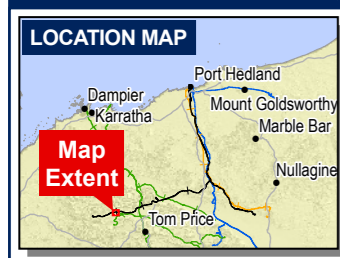 LOCATION MAP
Port Hedland
Dampier
Karratha
Mount Goldsworthy
Marble Bar
Map
Extent
Nullagine
Tom Price